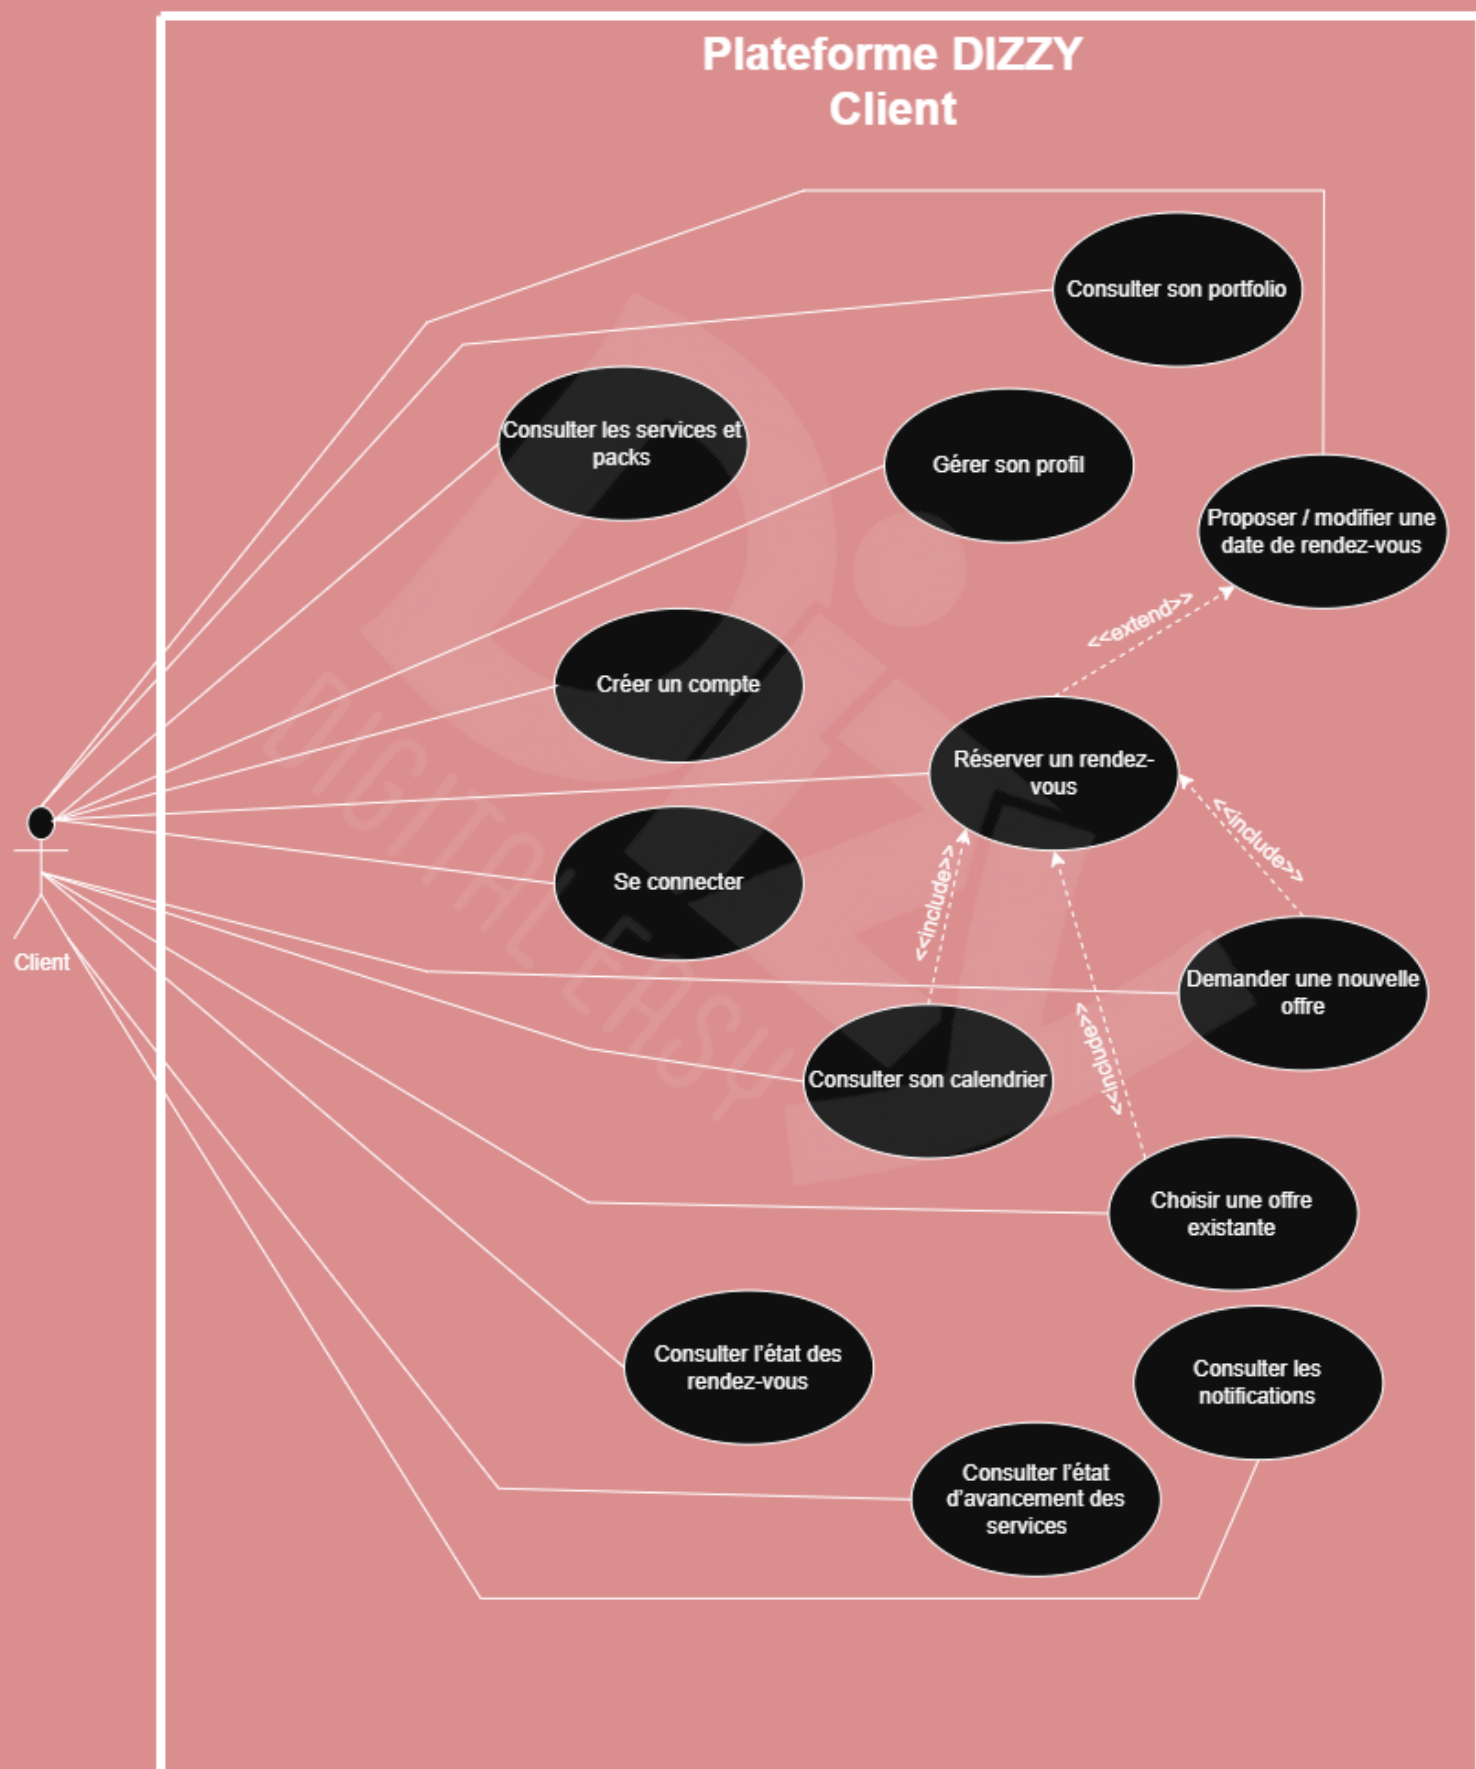 Plateforme DIZZY
Client
Consulter son portfolio
Consulter les services et
packs
Gérer son profil
Proposer / modifier une
date de rendez-vous
<<extend>>
Créer un compte
Réserver un rendez-
vous
<<include>>
<<include>>
<<include>>
Se connecter
Client
Demander une nouvelle
offre
Consulter son calendrier
Choisir une offre
existante
Consulter l'état des
rendez-vous
Consulter les
notifications
Consulter l'état
d'avancement des
services
DIGITAL EASY